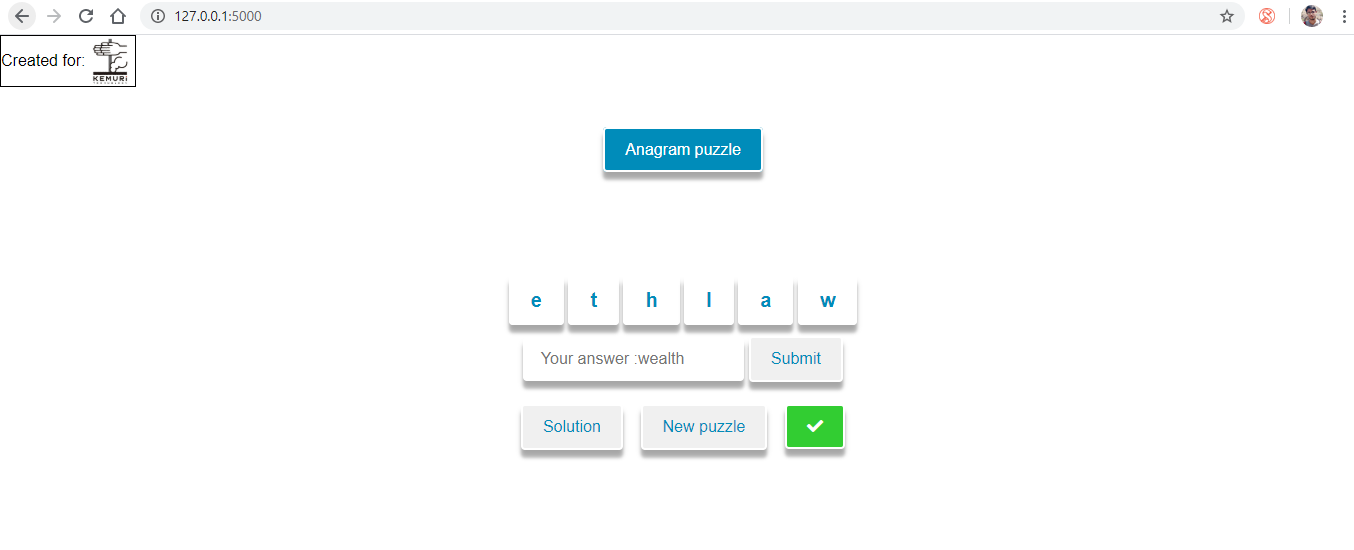 127.0.0.1:5000
Created for:
KEMURI
Anagram puzzle
e t h l a w
Your answer :wealth Submit
Solution New puzzle